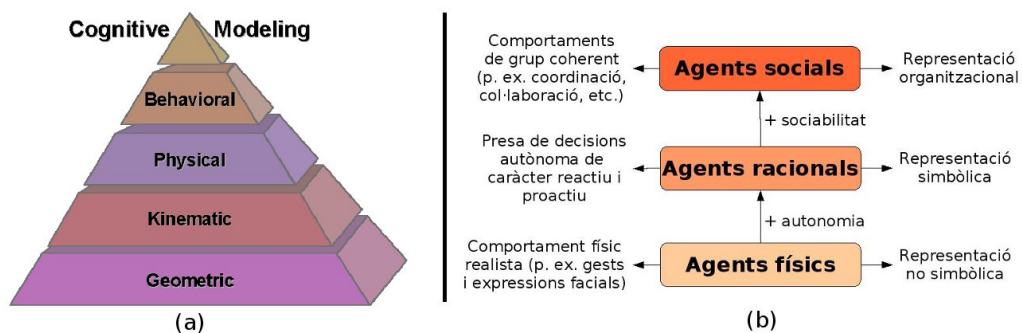 Cognitive Modeling
Behavioral
Physical
Kinematic
Geometric
(a)
Comportaments
de grup coherent
(p. ex. coordinació,
col·laboració, etc.)
Agents socials
Representació
organitzacional
+ sociabilitat
Presa de decisions
autònoma de
caràcter reactiu i
proactiu
Agents racionals
Representació
simbòlica
+ autonomia
Comportament físic
realista (p. ex. gests
i expressions facials)
Agents físics
Representació
no simbòlica
(b)